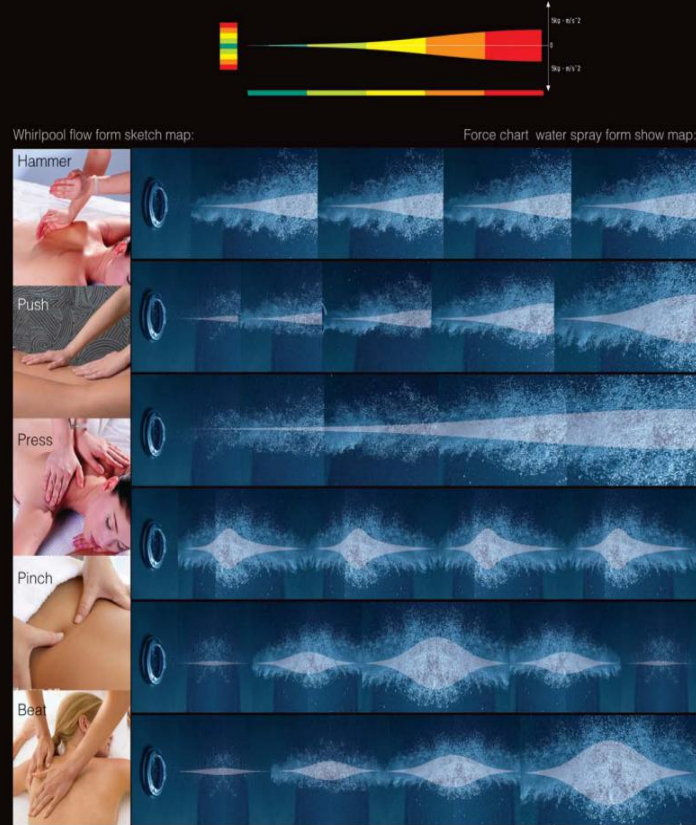 5kg - m/s^2
0
5kg - m/s^2
Whirlpool flow form sketch map:
Force chart water spray form show map:
Hammer
Push
Press
Pinch
Beat